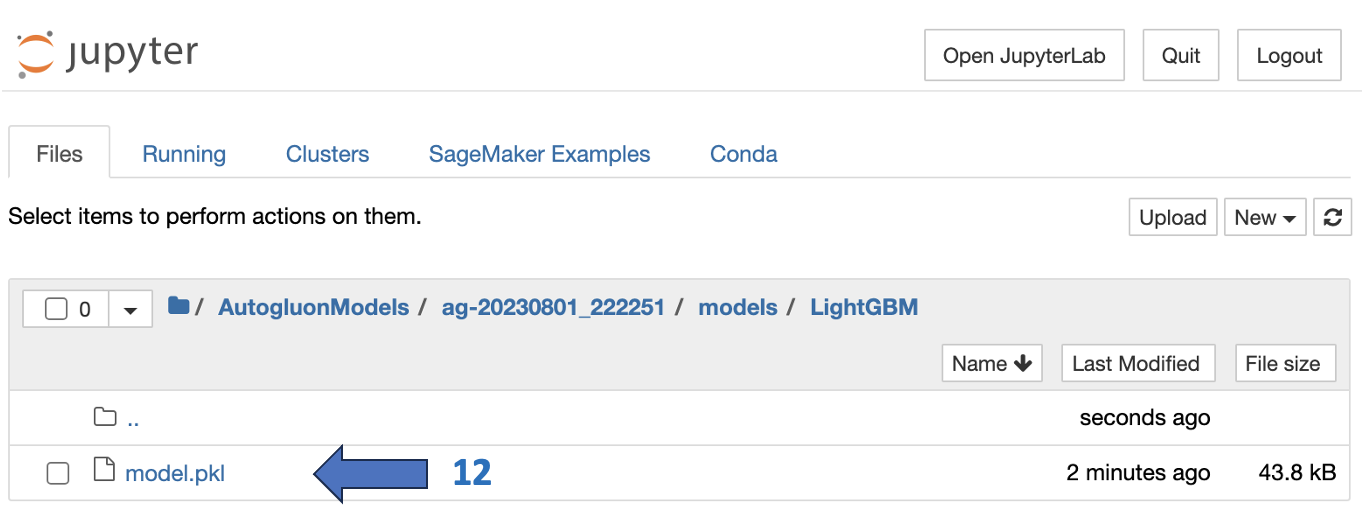 jupyter Open JupyterLab Quit Logout
Files Running Clusters SageMaker Examples Conda
Select items to perform actions on them. Upload New
0 / AutogluonModels / ag-20230801_222251 / models / LightGBM
Name Last Modified File size
.. seconds ago
model.pkl 12 2 minutes ago 43.8 kB